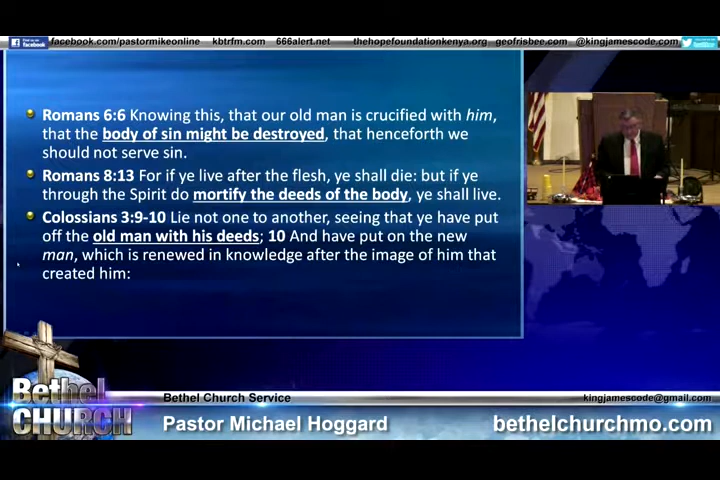 Find us on facebook facebook.com/pastormikeonline kbtrfm.com 666alert.net thehopefoundationkenya.org geofrisbee.com @kingjamescode.com twitter
Romans 6:6 Knowing this, that our old man is crucified with him,
that the body of sin might be destroyed, that henceforth we
should not serve sin.
Romans 8:13 For if ye live after the flesh, ye shall die: but if ye
through the Spirit do mortify the deeds of the body, ye shall live.
Colossians 3:9-10 Lie not one to another, seeing that ye have put
off the old man with his deeds; 10 And have put on the new
man, which is renewed in knowledge after the image of him that
created him:
Bethel
CHURCH
Bethel Church Service kingjamescode@gmail.com
Pastor Michael Hoggard bethelchurchmo.com